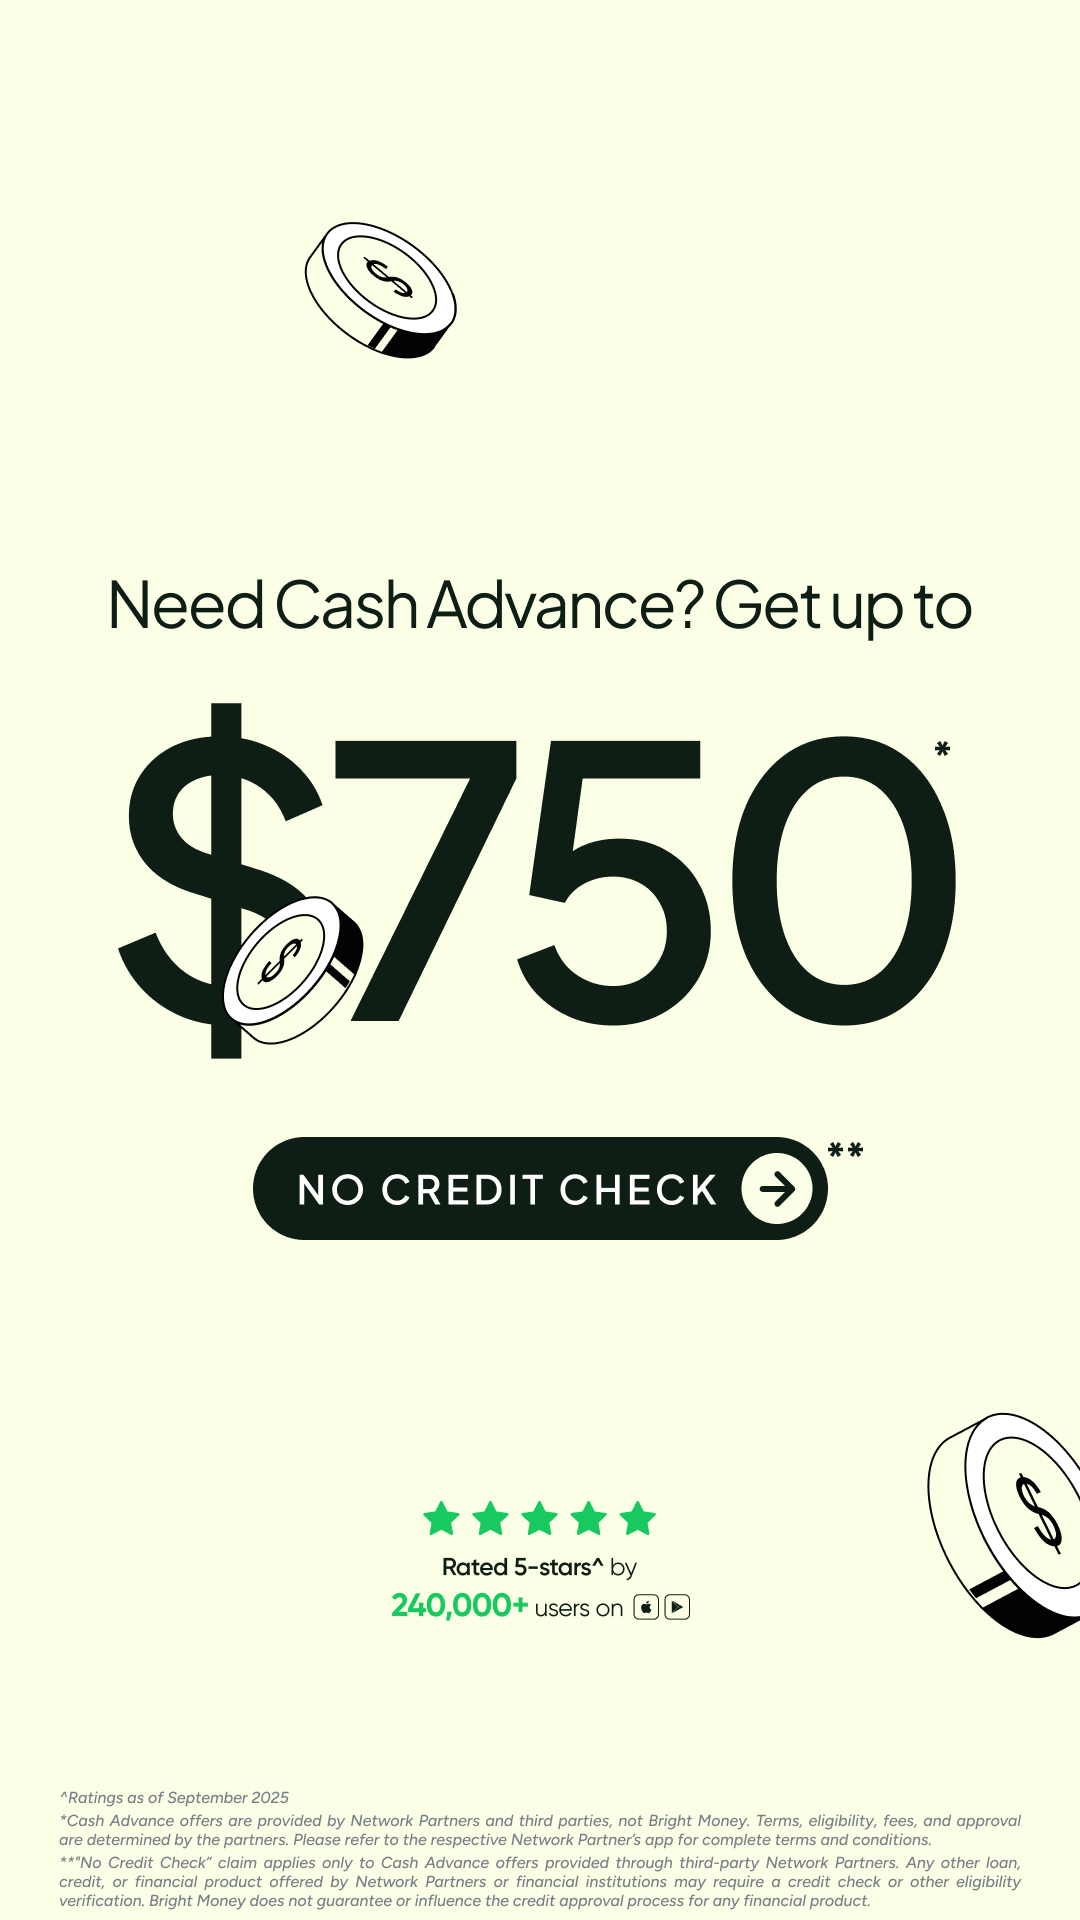 Need Cash Advance? Get up to
$750*
NO CREDIT CHECK**
Rated 5-stars^ by
240,000+ users on
^Ratings as of September 2025
*Cash Advance offers are provided by Network Partners and third parties, not Bright Money. Terms, eligibility, fees, and approval
are determined by the partners. Please refer to the respective Network Partner’s app for complete terms and conditions.
**"No Credit Check” claim applies only to Cash Advance offers provided through third-party Network Partners. Any other loan,
credit, or financial product offered by Network Partners or financial institutions may require a credit check or other eligibility
verification. Bright Money does not guarantee or influence the credit approval process for any financial product.